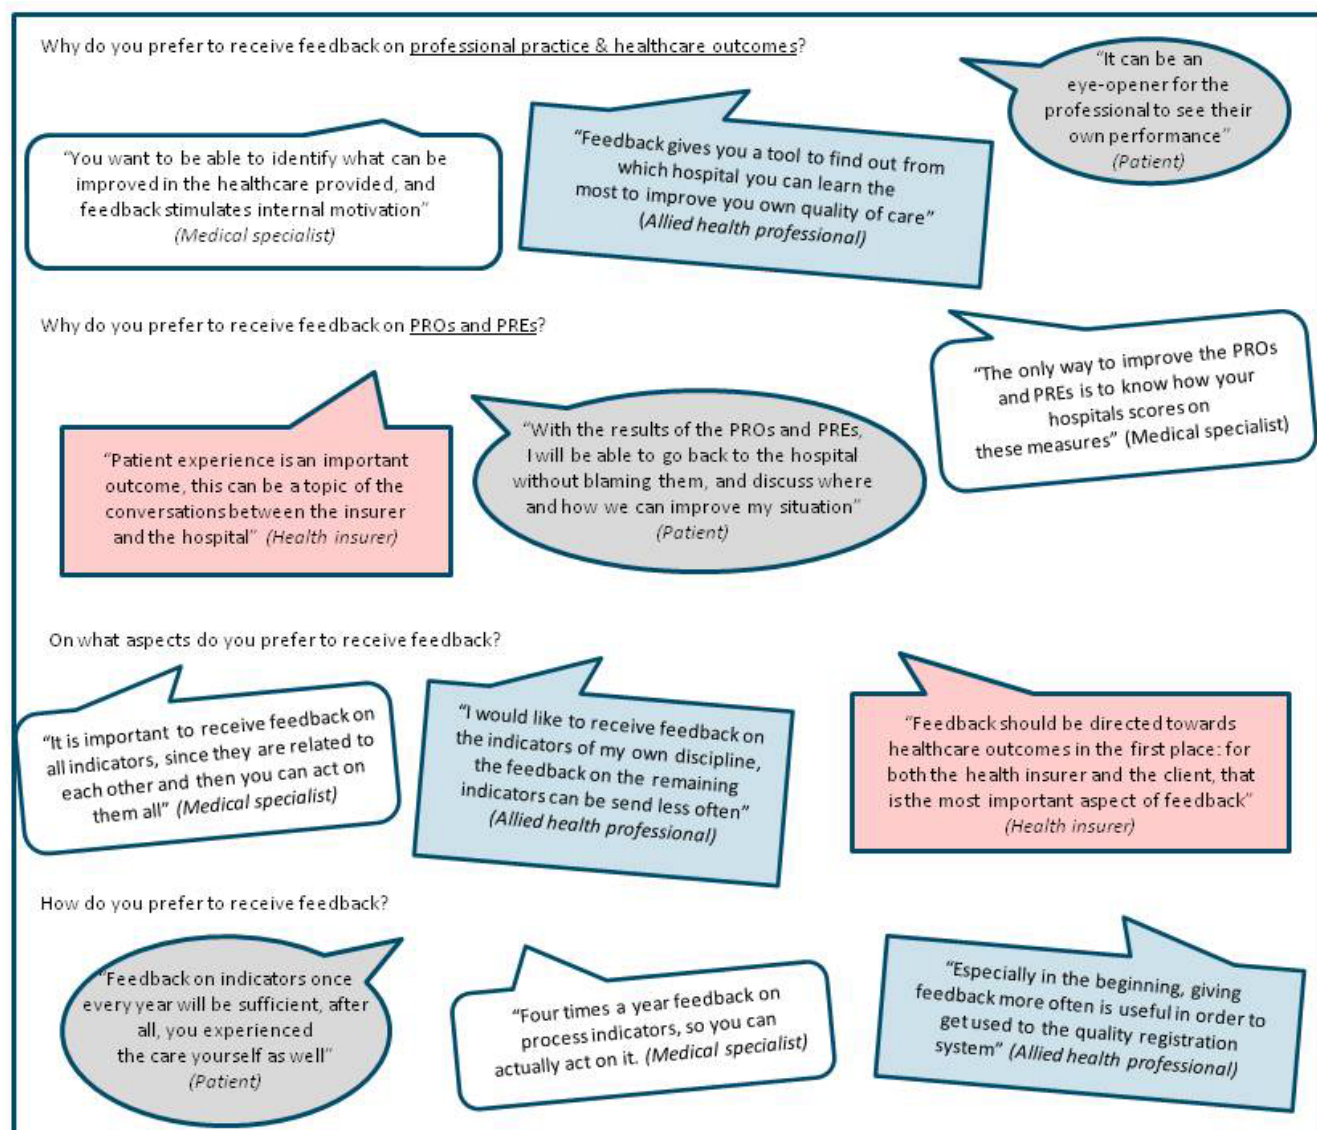 Why do you prefer to receive feedback on professional practice & healthcare outcomes?
“You want to be able to identify what can be
improved in the healthcare provided, and
feedback stimulates internal motivation”
(Medical specialist)
“Feedback gives you a tool to find out from
which hospital you can learn the
most to improve you own quality of care”
(Allied health professional)
“It can be an
eye-opener for the
professional to see their
own performance”
(Patient)
Why do you prefer to receive feedback on PROs and PREs?
“Patient experience is an important
outcome, this can be a topic of the
conversations between the insurer
and the hospital” (Health insurer)
“With the results of the PROs and PREs,
I will be able to go back to the hospital
without blaming them, and discuss where
and how we can improve my situation”
(Patient)
“The only way to improve the PROs
and PREs is to know how your
hospitals scores on
these measures” (Medical specialist)
On what aspects do you prefer to receive feedback?
“It is important to receive feedback on
all indicators, since they are related to
each other and then you can act on
them all” (Medical specialist)
“I would like to receive feedback on
the indicators of my own discipline,
the feedback on the remaining
indicators can be send less often”
(Allied health professional)
“Feedback should be directed towards
healthcare outcomes in the first place: for
both the health insurer and the client, that
is the most important aspect of feedback”
(Health insurer)
How do you prefer to receive feedback?
“Feedback on indicators once
every year will be sufficient, after
all, you experienced
the care yourself as well”
(Patient)
“Four times a year feedback on
process indicators, so you can
actually act on it. (Medical specialist)
“Especially in the beginning, giving
feedback more often is useful in order to
get used to the quality registration
system” (Allied health professional)